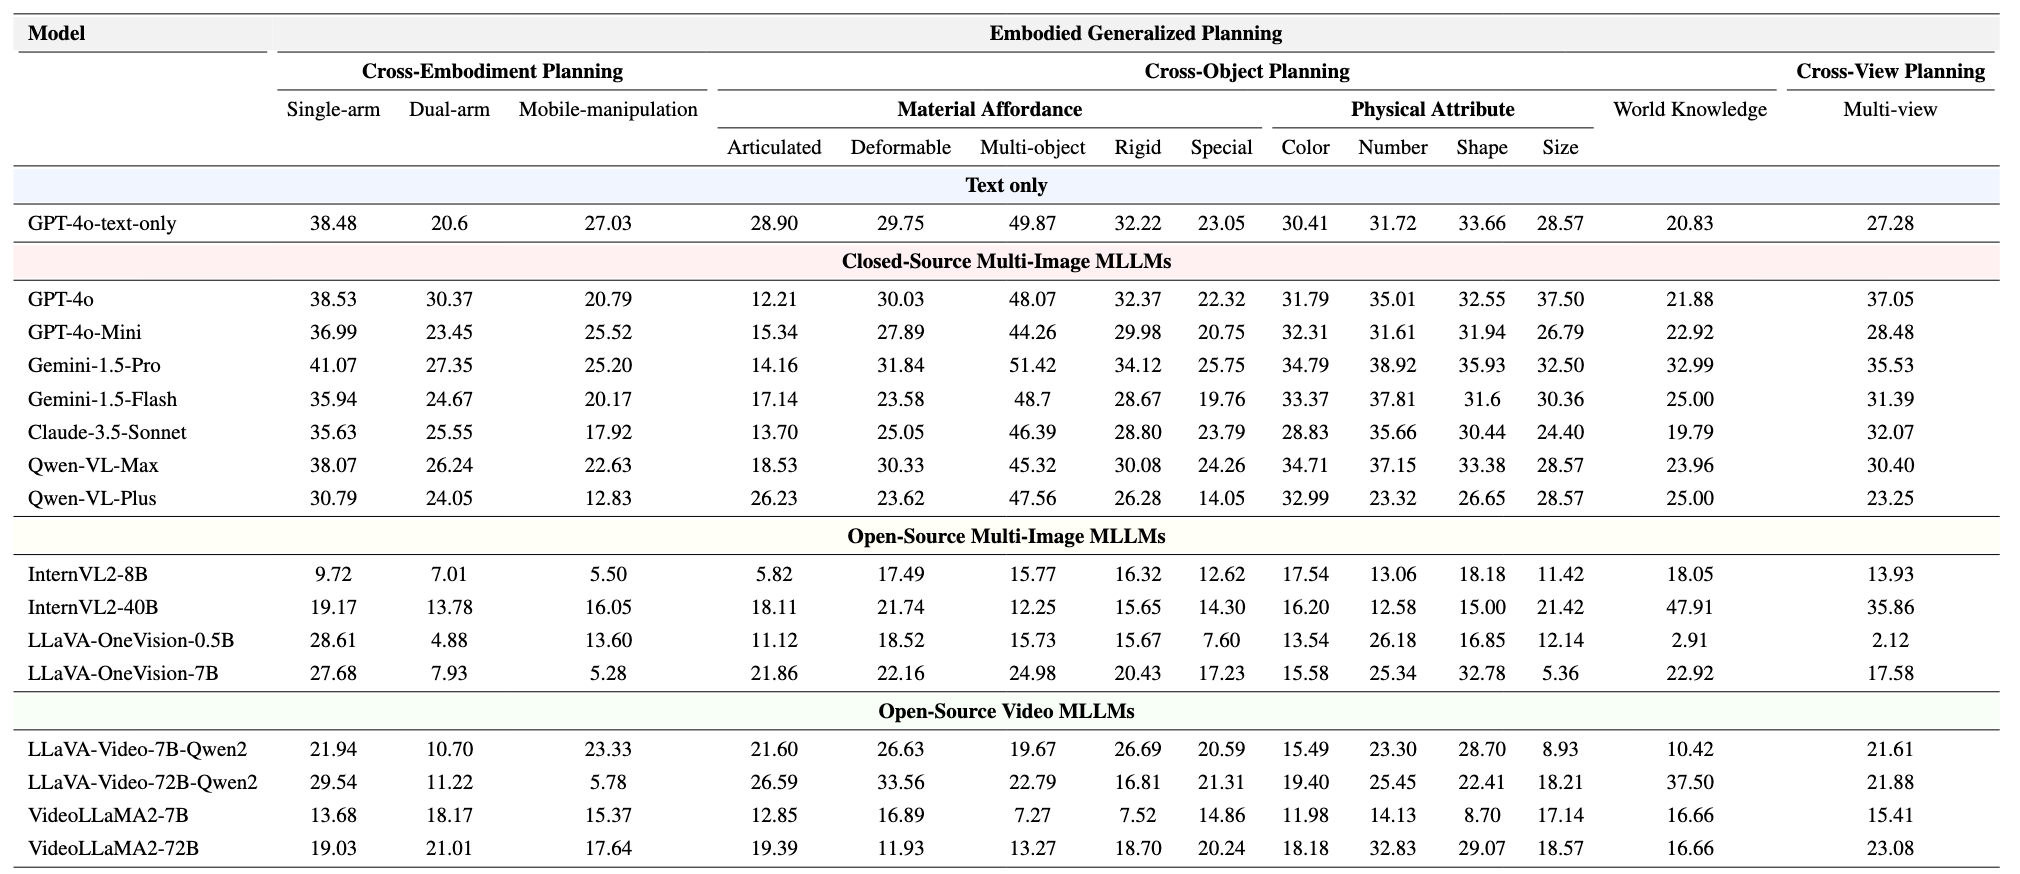 Model Embodied Generalized Planning
Cross-Embodiment Planning Cross-Object Planning Cross-View Planning
Single-arm Dual-arm Mobile-manipulation Material Affordance Physical Attribute World Knowledge Multi-view
Articulated Deformable Multi-object Rigid Special Color Number Shape Size
Text only
GPT-4o-text-only 38.48 20.6 27.03 28.90 29.75 49.87 32.22 23.05 30.41 31.72 33.66 28.57 20.83 27.28
Closed-Source Multi-Image MLLMs
GPT-4o 38.53 30.37 20.79 12.21 30.03 48.07 32.37 22.32 31.79 35.01 32.55 37.50 21.88 37.05
GPT-4o-Mini 36.99 23.45 25.52 15.34 27.89 44.26 29.98 20.75 32.31 31.61 31.94 26.79 22.92 28.48
Gemini-1.5-Pro 41.07 27.35 25.20 14.16 31.84 51.42 34.12 25.75 34.79 38.92 35.93 32.50 32.99 35.53
Gemini-1.5-Flash 35.94 24.67 20.17 17.14 23.58 48.7 28.67 19.76 33.37 37.81 31.6 30.36 25.00 31.39
Claude-3.5-Sonnet 35.63 25.55 17.92 13.70 25.05 46.39 28.80 23.79 28.83 35.66 30.44 24.40 19.79 32.07
Qwen-VL-Max 38.07 26.24 22.63 18.53 30.33 45.32 30.08 24.26 34.71 37.15 33.38 28.57 23.96 30.40
Qwen-VL-Plus 30.79 24.05 12.83 26.23 23.62 47.56 26.28 14.05 32.99 23.32 26.65 28.57 25.00 23.25
Open-Source Multi-Image MLLMs
InternVL2-8B 9.72 7.01 5.50 5.82 17.49 15.77 16.32 12.62 17.54 13.06 18.18 11.42 18.05 13.93
InternVL2-40B 19.17 13.78 16.05 18.11 21.74 12.25 15.65 14.30 16.20 12.58 15.00 21.42 47.91 35.86
LLaVA-OneVision-0.5B 28.61 4.88 13.60 11.12 18.52 15.73 15.67 7.60 13.54 26.18 16.85 12.14 2.91 2.12
LLaVA-OneVision-7B 27.68 7.93 5.28 21.86 22.16 24.98 20.43 17.23 15.58 25.34 32.78 5.36 22.92 17.58
Open-Source Video MLLMs
LLaVA-Video-7B-Qwen2 21.94 10.70 23.33 21.60 26.63 19.67 26.69 20.59 15.49 23.30 28.70 8.93 10.42 21.61
LLaVA-Video-72B-Qwen2 29.54 11.22 5.78 26.59 33.56 22.79 16.81 21.31 19.40 25.45 22.41 18.21 37.50 21.88
VideoLLaMA2-7B 13.68 18.17 15.37 12.85 16.89 7.27 7.52 14.86 11.98 14.13 8.70 17.14 16.66 15.41
VideoLLaMA2-72B 19.03 21.01 17.64 19.39 11.93 13.27 18.70 20.24 18.18 32.83 29.07 18.57 16.66 23.08